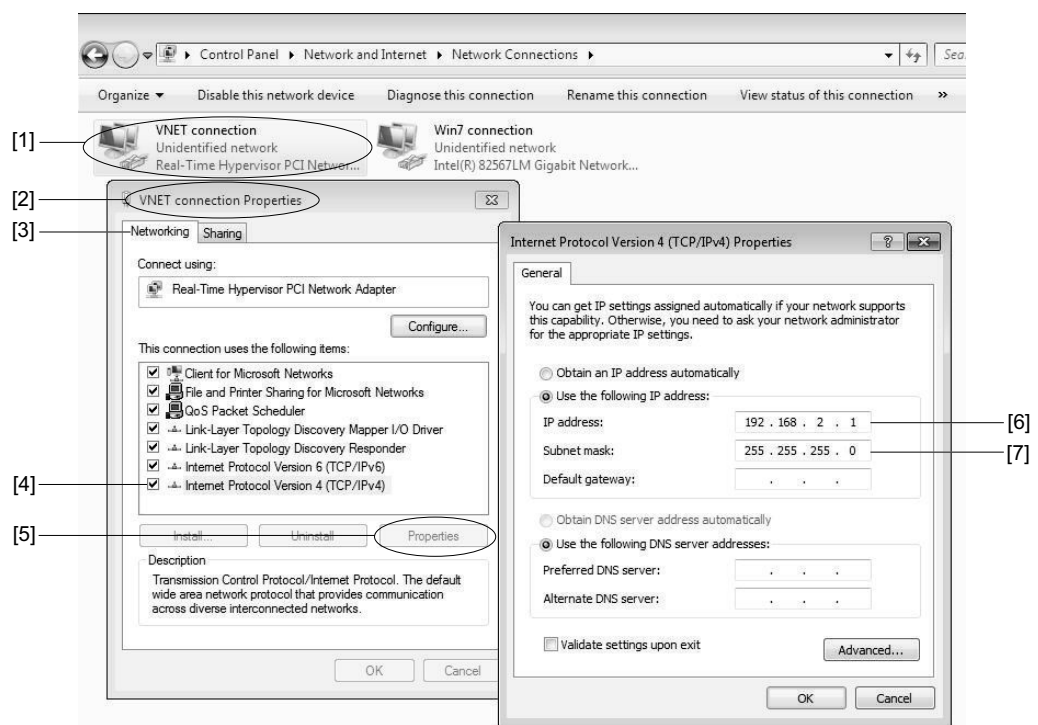 Control Panel Network and Internet Network Connections
Organize Disable this network device Diagnose this connection Rename this connection View status of this connection »
[1]
VNET connection
Unidentified network
Real-Time Hypervisor PCI Networ...
Win7 connection
Unidentified network
Intel(R) 82567LM Gigabit Network...
[2]
VNET connection Properties
[3]
Networking Sharing
Connect using:
Real-Time Hypervisor PCI Network Adapter
Configure...
This connection uses the following items:
Client for Microsoft Networks
File and Printer Sharing for Microsoft Networks
QoS Packet Scheduler
Link-Layer Topology Discovery Mapper I/O Driver
Link-Layer Topology Discovery Responder
Internet Protocol Version 6 (TCP/IPv6)
[4]
Internet Protocol Version 4 (TCP/IPv4)
[5]
Install... Uninstall Properties
Description
Transmission Control Protocol/Internet Protocol. The default
wide area network protocol that provides communication
across diverse interconnected networks.
OK Cancel
Internet Protocol Version 4 (TCP/IPv4) Properties
General
You can get IP settings assigned automatically if your network supports
this capability. Otherwise, you need to ask your network administrator
for the appropriate IP settings.
Obtain an IP address automatically
Use the following IP address:
IP address: 192 . 168 . 2 . 1
[6]
Subnet mask: 255 . 255 . 255 . 0
[7]
Default gateway: . . .
Obtain DNS server address automatically
Use the following DNS server addresses:
Preferred DNS server: . . .
Alternate DNS server: . . .
Validate settings upon exit
Advanced...
OK Cancel